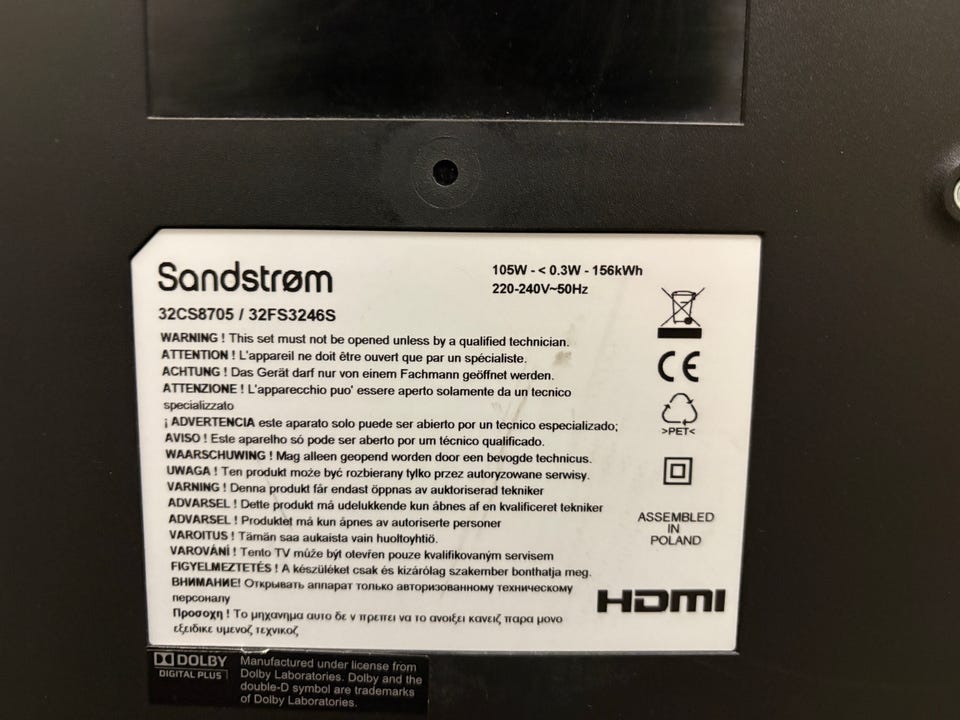 Sandstrøm
105W - < 0.3W - 156kWh
220-240V~50Hz
32CS8705 / 32FS3246S
WARNING ! This set must not be opened unless by a qualified technician.
ATTENTION ! L'appareil ne doit être ouvert que par un spécialiste.
ACHTUNG ! Das Gerät darf nur von einem Fachmann geöffnet werden.
ATTENZIONE ! L'apparecchio puo' essere aperto solamente da un tecnico
specializzato
¡ ADVERTENCIA este aparato solo puede ser abierto por un tecnico especializado;
AVISO ! Este aparelho só pode ser aberto por um técnico qualificado.
WAARSCHUWING ! Mag alleen geopend worden door een bevogde technicus.
UWAGA ! Ten produkt może być rozbierany tylko przez autoryzowane serwisy.
VARNING ! Denna produkt får endast öppnas av auktoriserad tekniker
ADVARSEL ! Dette produkt må udelukkende kun åbnes af en kvalificeret tekniker
ADVARSEL ! Produktet må kun åpnes av autoriserte personer
VAROITUS ! Tämän saa aukaista vain huoltoyhtiö.
VAROVÁNÍ ! Tento TV může být otevřen pouze kvalifikovaným servisem
FIGYELMEZTETÉS ! A készüléket csak és kizárólag szakember bonthatja meg.
ВНИМАНИЕ! Открывать аппарат только авторизованному техническому
персоналу
Προσοχη ! Το μηχανημα αυτο δε ν πρεπει να το ανοιξει κανεις παρα μονο
εξειδικε υμενος τεχνικος
CE
>PET<
ASSEMBLED
IN
POLAND
HDMI
DOLBY
DIGITAL PLUS
Manufactured under license from
Dolby Laboratories. Dolby and the
double-D symbol are trademarks
of Dolby Laboratories.